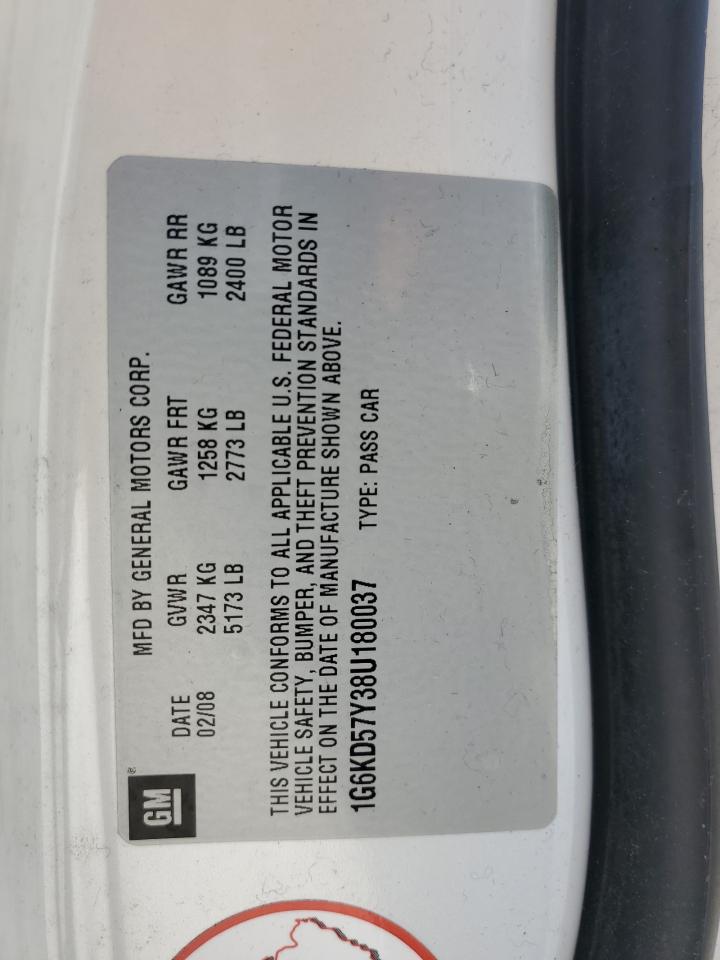 GM ®
MFD BY GENERAL MOTORS CORP.
DATE GVWR GAWR FRT GAWR RR
02/08 2347 KG 1258 KG 1089 KG
5173 LB 2773 LB 2400 LB
THIS VEHICLE CONFORMS TO ALL APPLICABLE U.S. FEDERAL MOTOR
VEHICLE SAFETY, BUMPER, AND THEFT PREVENTION STANDARDS IN
EFFECT ON THE DATE OF MANUFACTURE SHOWN ABOVE.
1G6KD57Y38U180037 TYPE: PASS CAR